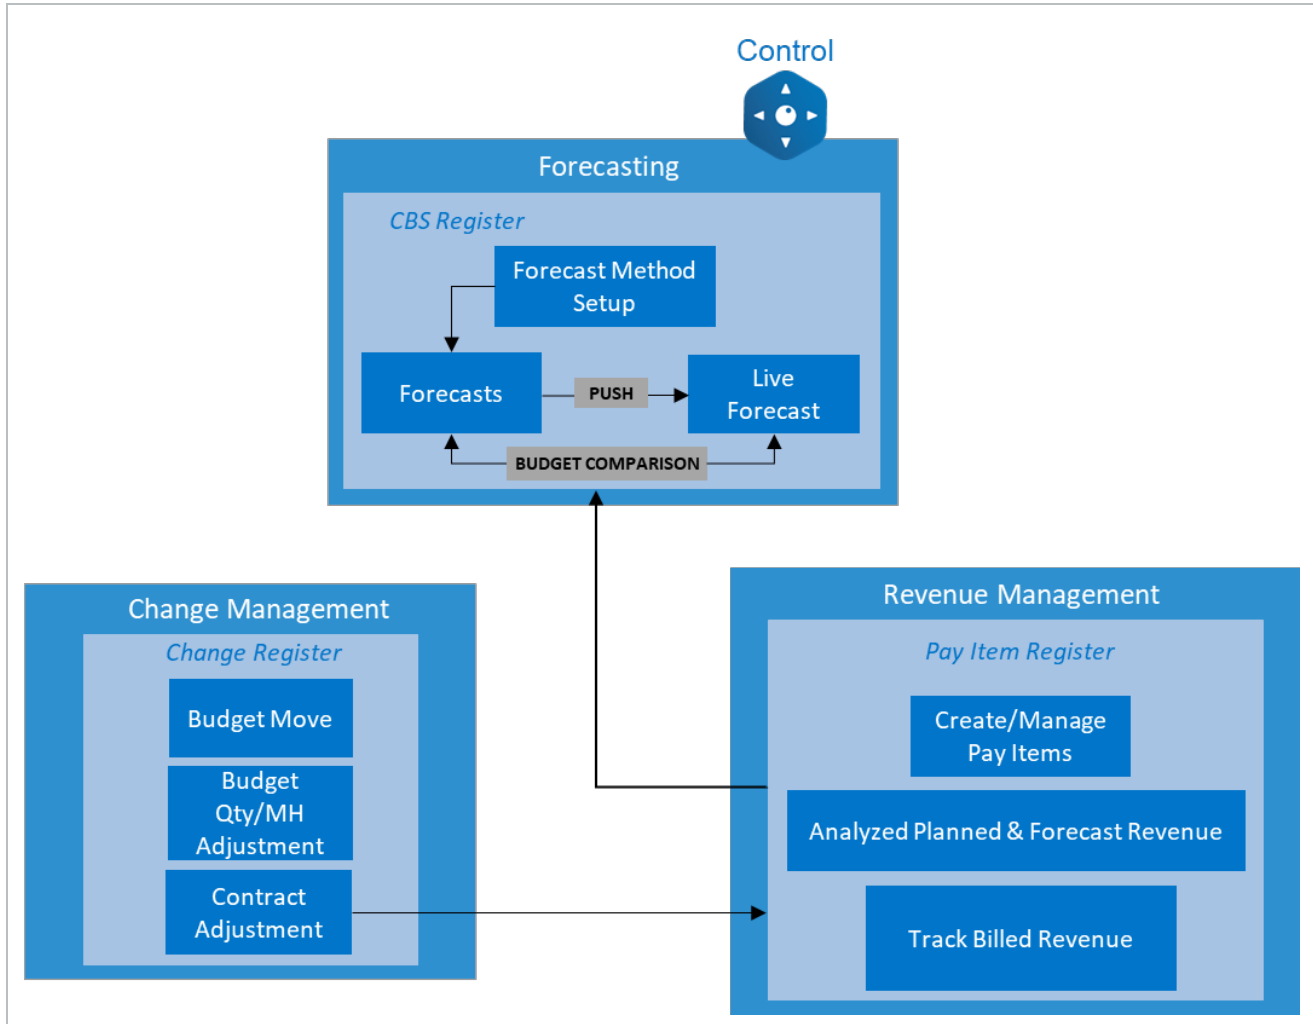 Control
Forecasting
CBS Register
Forecast Method
Setup
Forecasts
PUSH
Live
Forecast
BUDGET COMPARISON
Change Management
Change Register
Budget Move
Budget
Qty/MH
Adjustment
Contract
Adjustment
Revenue Management
Pay Item Register
Create/Manage
Pay Items
Analyzed Planned & Forecast Revenue
Track Billed Revenue